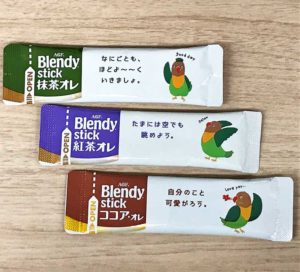 AGF
Blendy
stick
抹茶オレ
なにごとも、
ほどよ〜〜く
いきましょ。
Good day
AGF
Blendy
stick
紅茶オレ
たまには空でも
眺めよう。
AGF
Blendy
stick
ココア・オレ
自分のこと
可愛がろう。
love you...